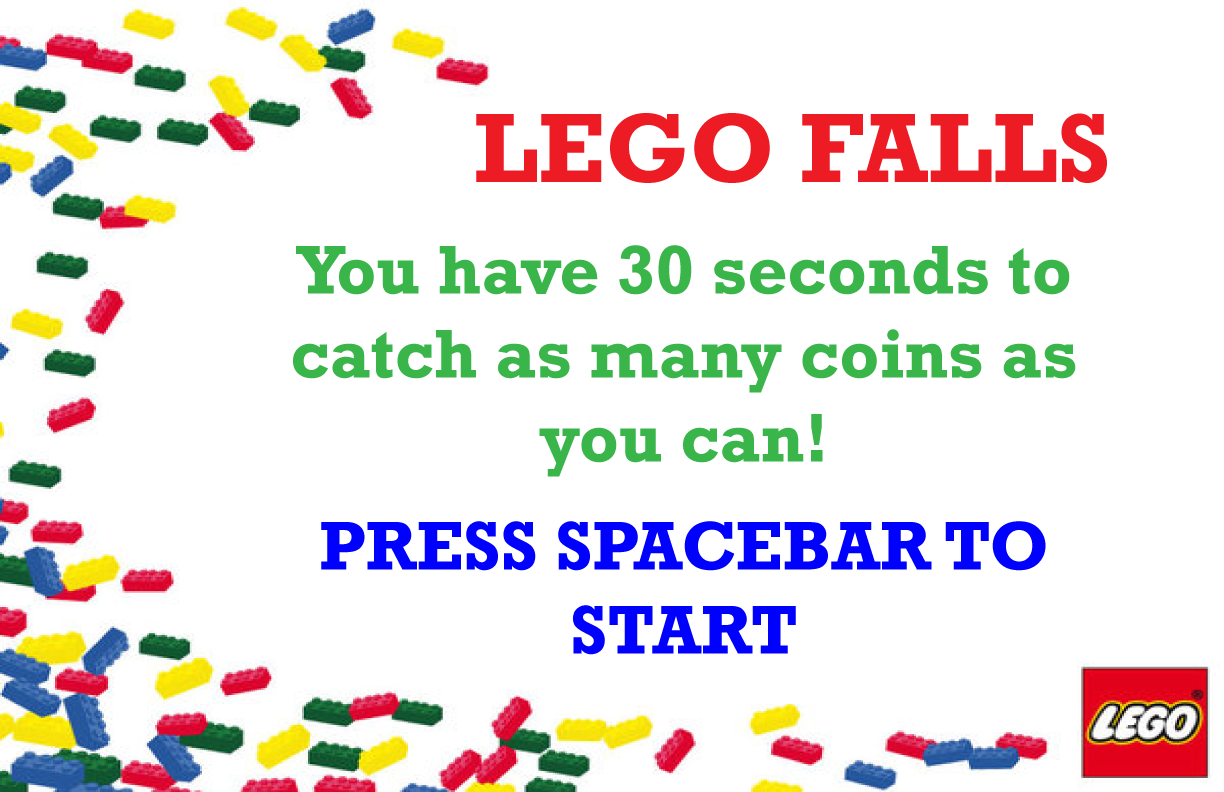 LEGO FALLS
You have 30 seconds to
catch as many coins as
you can!
PRESS SPACEBAR TO
START
LEGO®